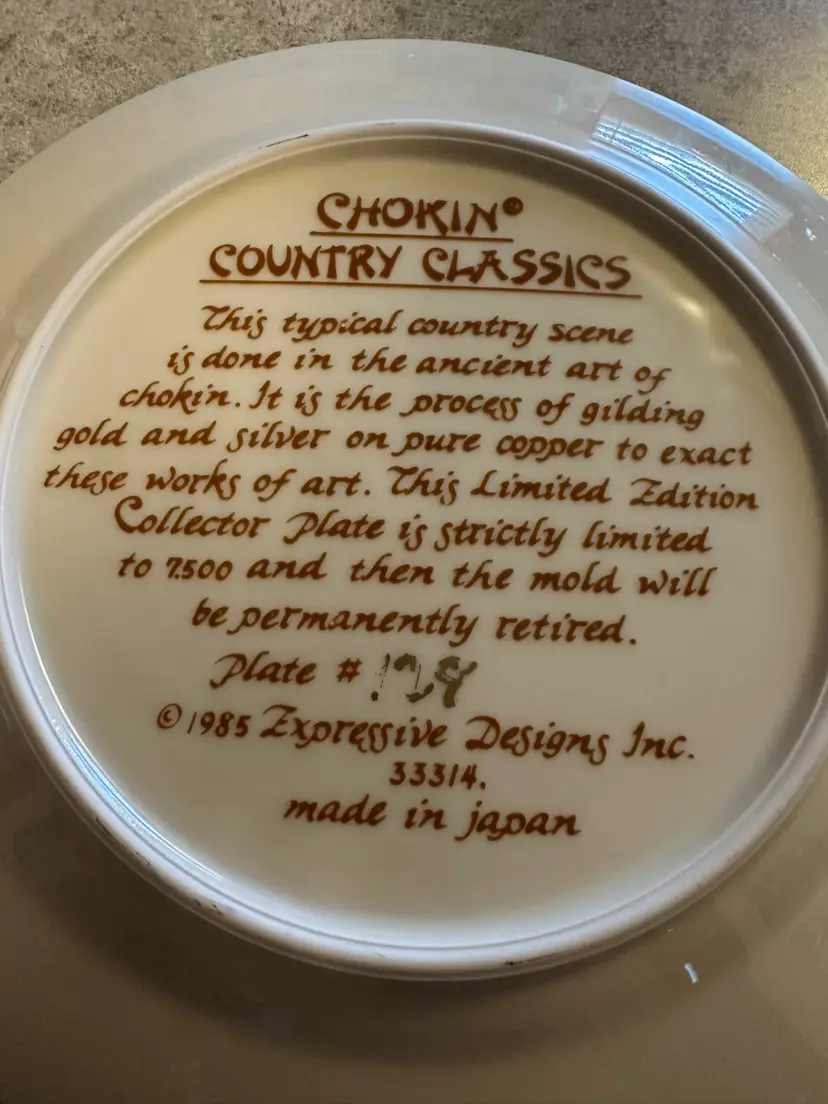 CHOKIN®
COUNTRY CLASSICS
This typical country scene
is done in the ancient art of
chokin. It is the process of gilding
gold and silver on pure copper to exact
these works of art. This Limited Edition
Collector Plate is strictly limited
to 7500 and then the mold will
be permanently retired.
Plate # 128
© 1985 Expressive Designs Inc.
33314.
made in japan